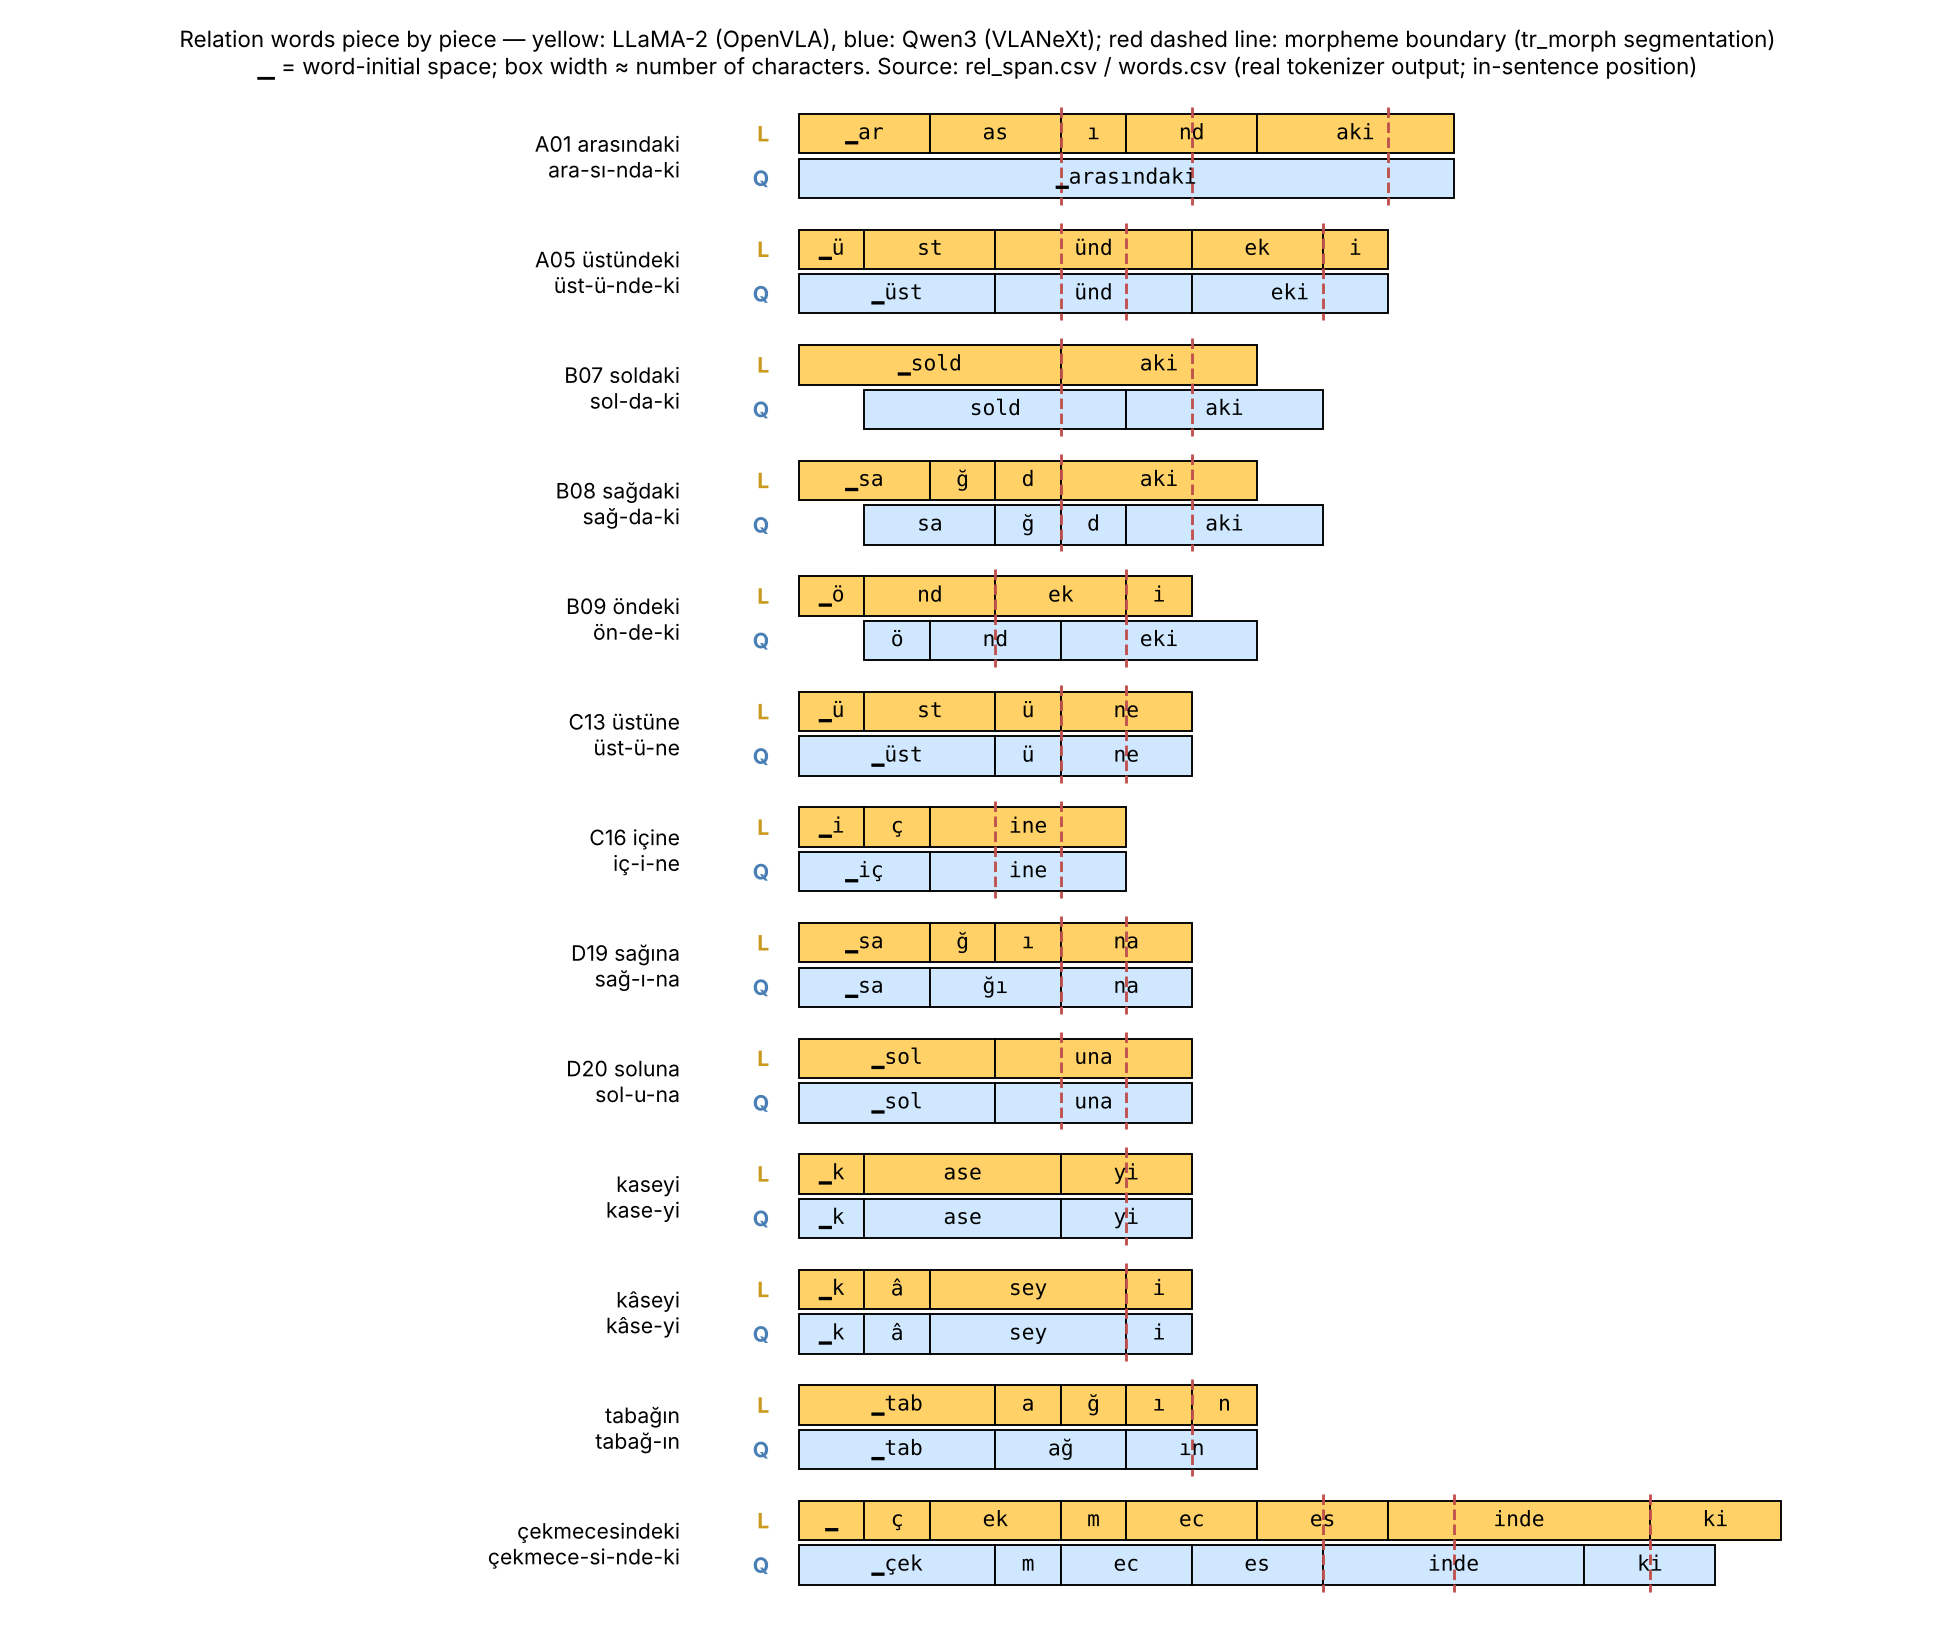 Relation words piece by piece — yellow: LLaMA-2 (OpenVLA), blue: Qwen3 (VLANeXt); red dashed line: morpheme boundary (tr_morph segmentation)
▁ = word-initial space; box width ≈ number of characters. Source: rel_span.csv / words.csv (real tokenizer output; in-sentence position)
A01 arasındaki
ara-sı-nda-ki
L ▁ar as ı nd aki
Q ▁arasındaki
A05 üstündeki
üst-ü-nde-ki
L ▁ü st ünd ek i
Q ▁üst ünd eki
B07 soldaki
sol-da-ki
L ▁sold aki
Q sold aki
B08 sağdaki
sağ-da-ki
L ▁sa ğ d aki
Q sa ğ d aki
B09 öndeki
ön-de-ki
L ▁ö nd ek i
Q ö nd eki
C13 üstüne
üst-ü-ne
L ▁ü st ü ne
Q ▁üst ü ne
C16 içine
iç-i-ne
L ▁i ç ine
Q ▁iç ine
D19 sağına
sağ-ı-na
L ▁sa ğ ı na
Q ▁sa ğı na
D20 soluna
sol-u-na
L ▁sol una
Q ▁sol una
kaseyi
kase-yi
L ▁k ase yi
Q ▁k ase yi
kâseyi
kâse-yi
L ▁k â sey i
Q ▁k â sey i
tabağın
tabağ-ın
L ▁tab a ğ ı n
Q ▁tab ağ ın
çekmecesindeki
çekmece-si-nde-ki
L ▁ ç ek m ec es inde ki
Q ▁çek m ec es inde ki